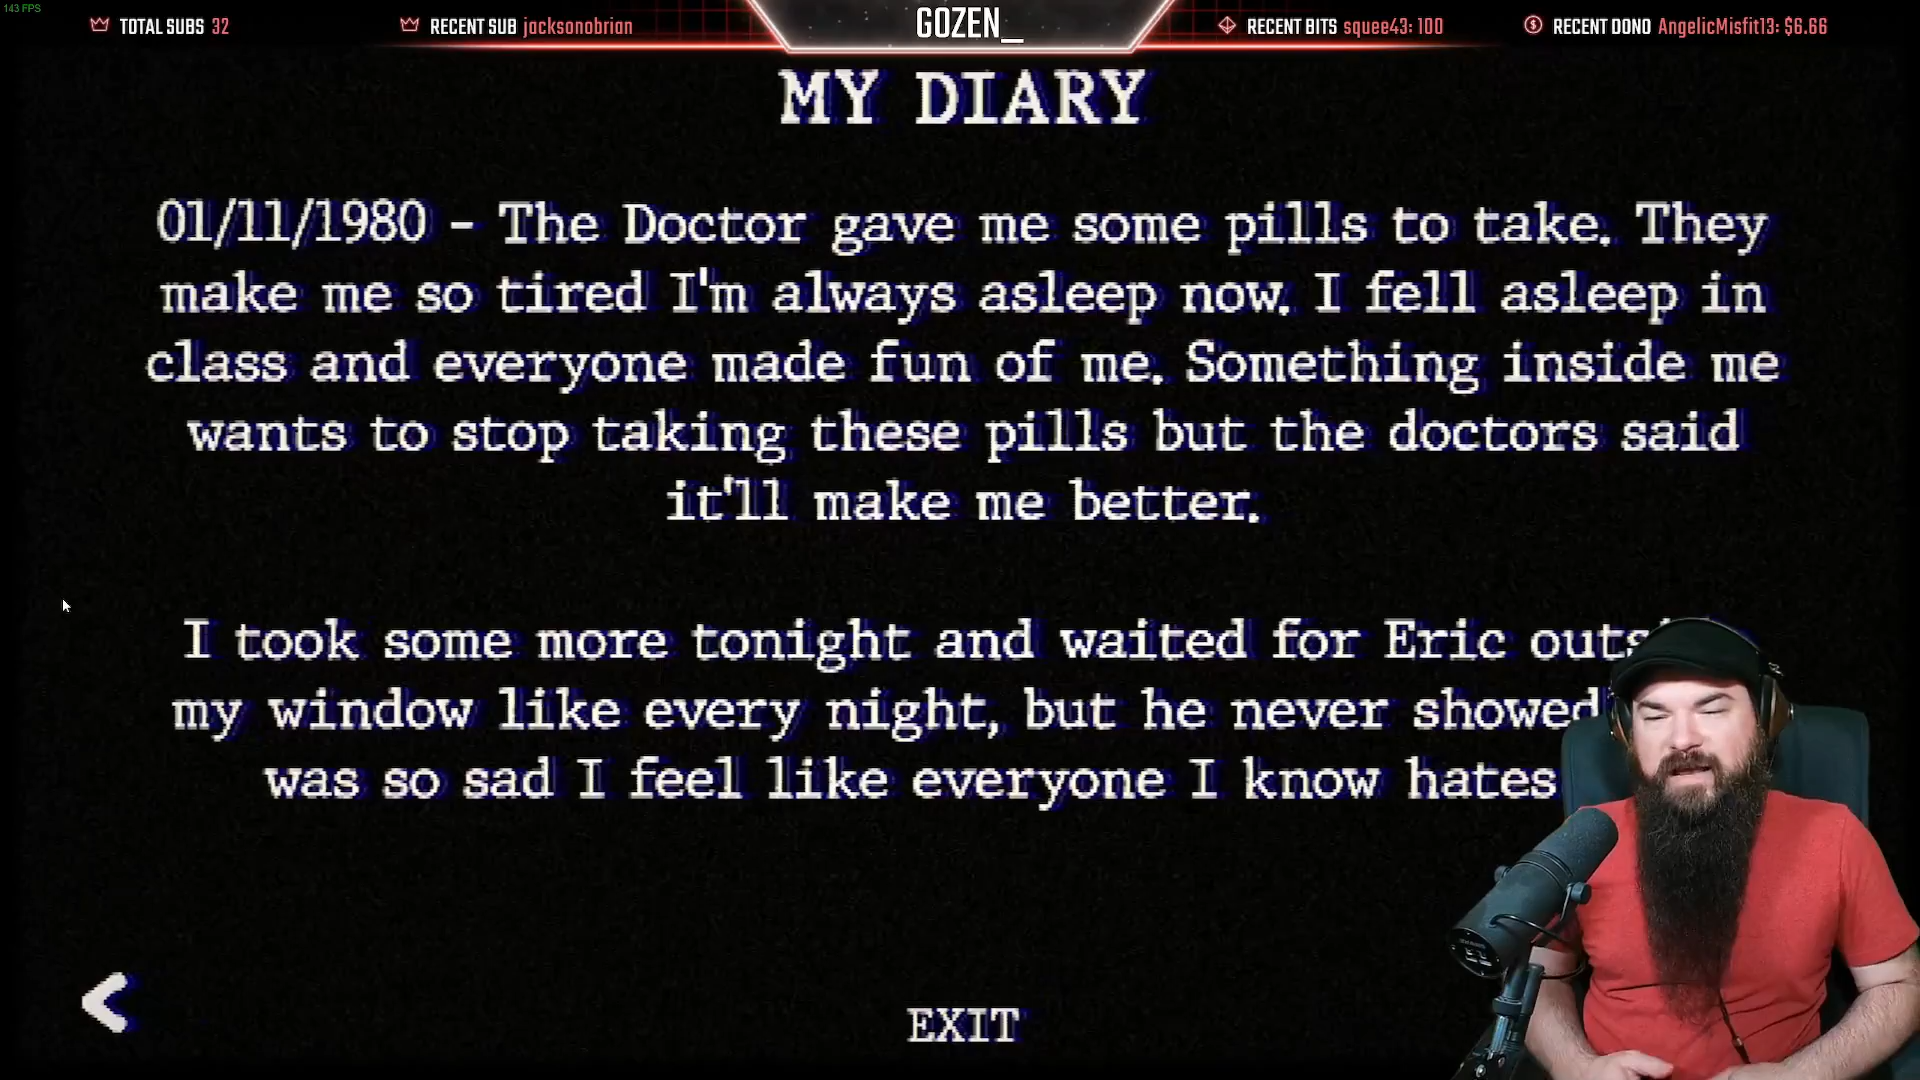 143 FPS
TOTAL SUBS 32
RECENT SUB jacksonobrian
GOZEN_
RECENT BITS squee43: 100
RECENT DONO AngelicMisfit13: $6.66
MY DIARY
01/11/1980 - The Doctor gave me some pills to take. They
make me so tired I'm always asleep now. I fell asleep in
class and everyone made fun of me. Something inside me
wants to stop taking these pills but the doctors said
it'll make me better.
I took some more tonight and waited for Eric
my window like every night, but he never showed
was so sad I feel like everyone I know hates
<
EXIT